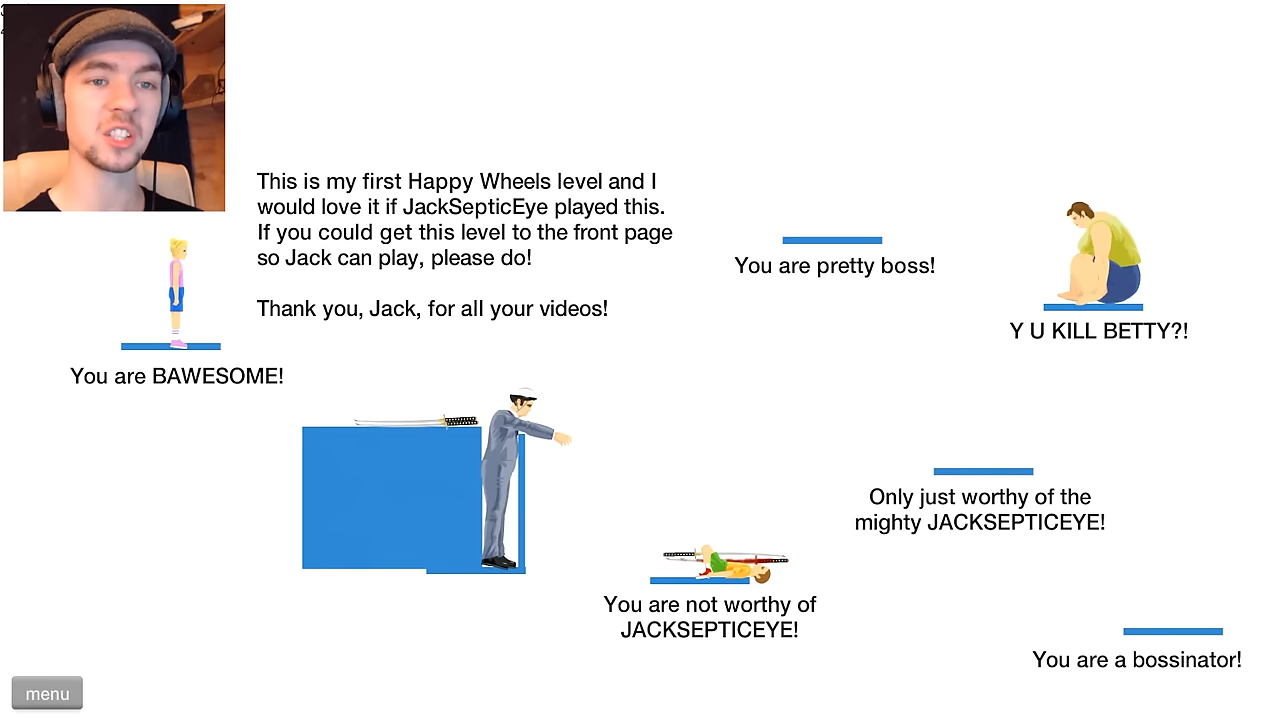 This is my first Happy Wheels level and I
would love it if JackSepticEye played this.
If you could get this level to the front page
so Jack can play, please do!
Thank you, Jack, for all your videos!
You are pretty boss!
Y U KILL BETTY?!
You are BAWESOME!
Only just worthy of the
mighty JACKSEPTICEYE!
You are not worthy of
JACKSEPTICEYE!
You are a bossinator!
menu